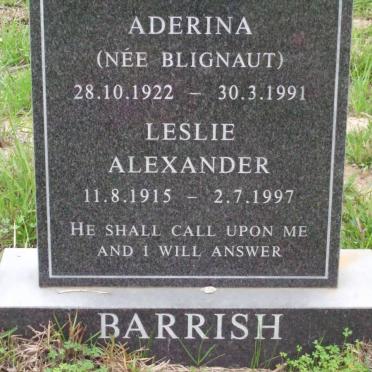 ADERINA
(NÉE BLIGNAUT)
28.10.1922 – 30.3.1991
LESLIE
ALEXANDER
11.8.1915 – 2.7.1997
HE SHALL CALL UPON ME
AND I WILL ANSWER
BARRISH